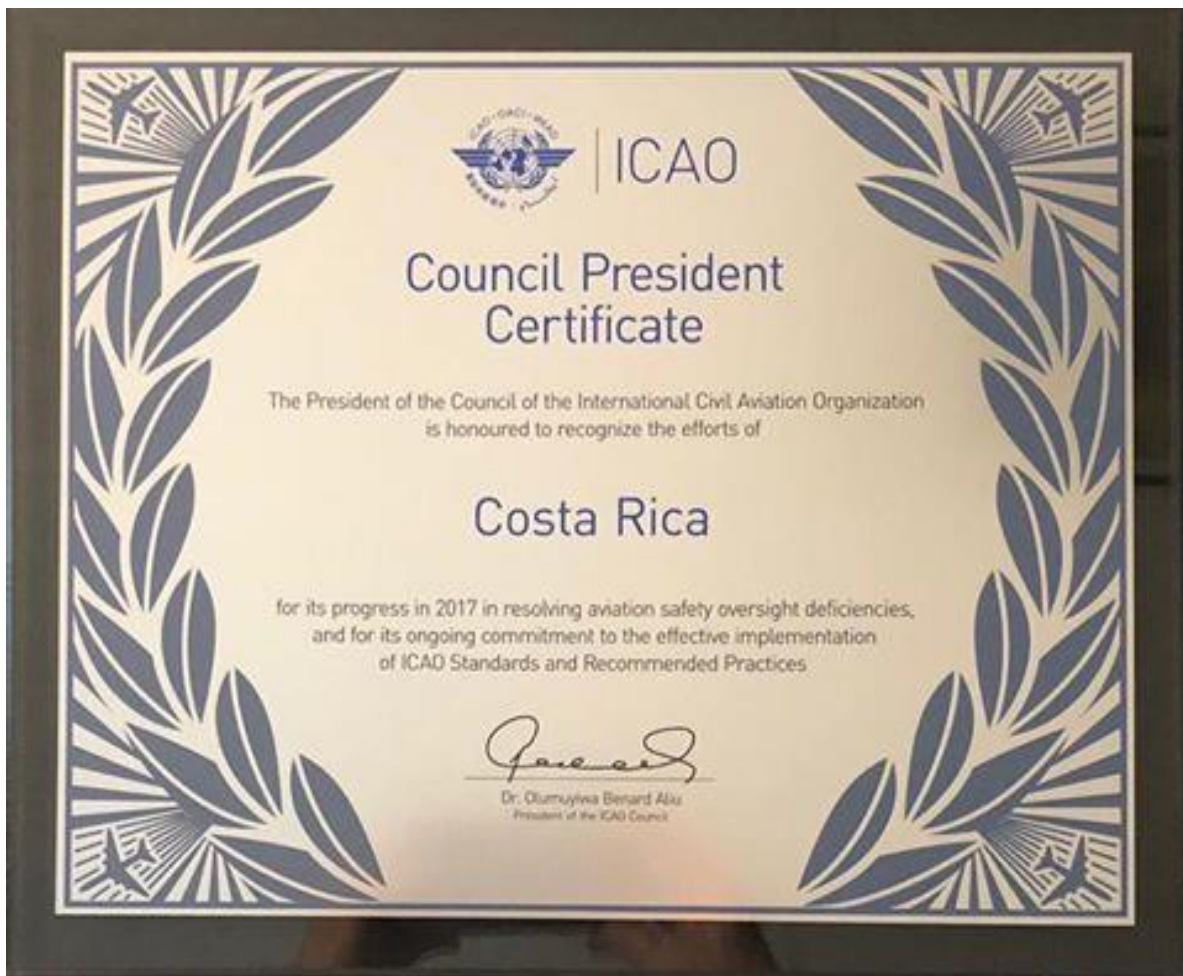 ICAO · OACI · ИКАО
ICAO
Council President
Certificate
The President of the Council of the International Civil Aviation Organization
is honoured to recognize the efforts of
Costa Rica
for its progress in 2017 in resolving aviation safety oversight deficiencies,
and for its ongoing commitment to the effective implementation
of ICAO Standards and Recommended Practices
Dr. Olumuyiwa Benard Aliu
President of the ICAO Council